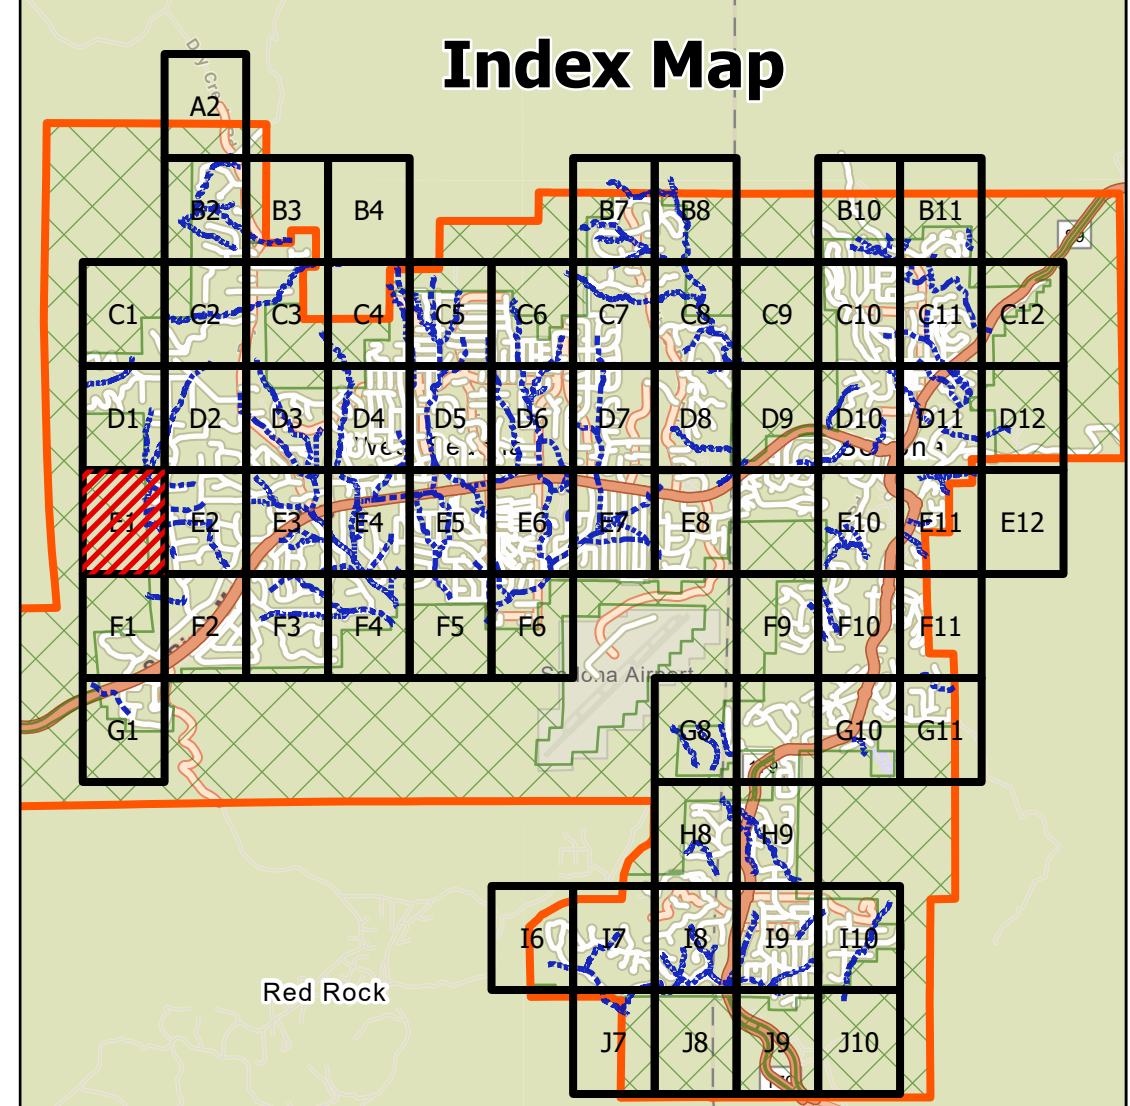 Index Map
A2
B2 B3 B4 B7 B8 B10 B11
C1 C2 C3 C4 C5 C6 C7 C8 C9 C10 C11 C12
D1 D2 D3 D4 D5 D6 D7 D8 D9 D10 D11 D12
E1 E2 E3 E4 E5 E6 E7 E8 E10 E11 E12
F1 F2 F3 F4 F5 F6 F9 F10 F11
Sedona Airport
G1 G8 G10 G11
H8 H9
I6 I7 I8 I9 I10
Red Rock
J7 J8 J9 J10